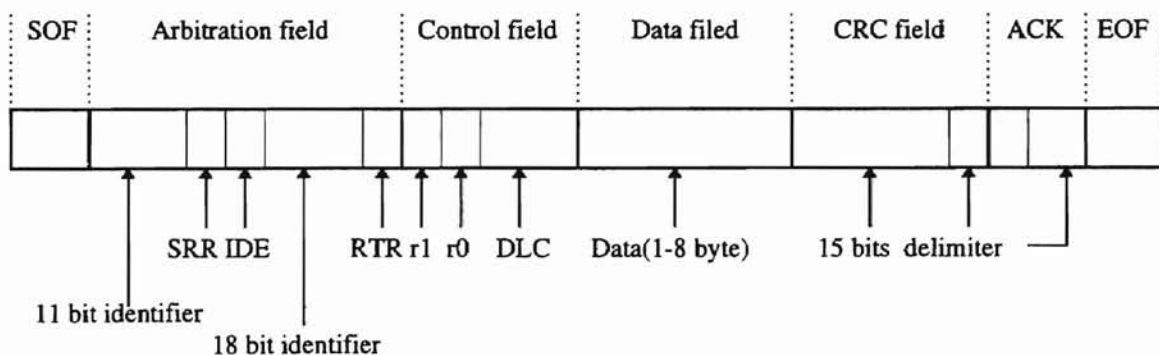 SOF Arbitration field Control field Data filed CRC field ACK EOF
SRR IDE RTR r1 r0 DLC Data(1-8 byte) 15 bits delimiter
11 bit identifier
18 bit identifier